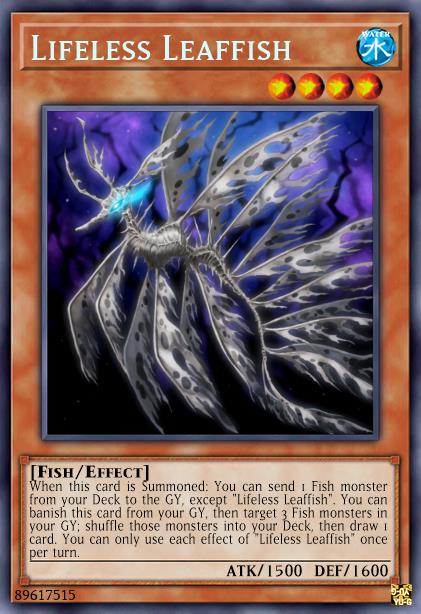 Lifeless Leaffish
WATER
水
[Fish/Effect]
When this card is Summoned: You can send 1 Fish monster
from your Deck to the GY, except "Lifeless Leaffish". You can
banish this card from your GY, then target 3 Fish monsters in
your GY; shuffle those monsters into your Deck, then draw 1
card. You can only use each effect of "Lifeless Leaffish" once
per turn.
ATK/1500 DEF/1600
89617515